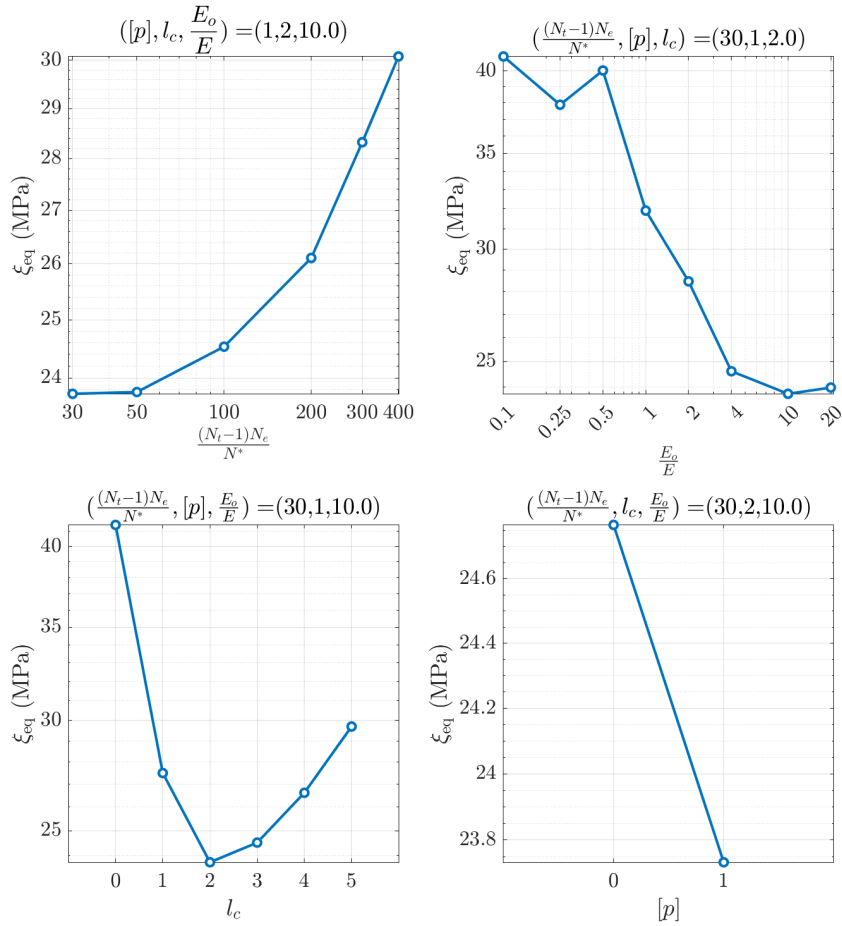 ([p], l_c, E_o/E) =(1,2,10.0)
30
29
28
27
26
25
24
ξ_eq (MPa)
30 50 100 200 300 400
(N_t−1)N_e/N*
((N_t−1)N_e/N*, [p], l_c) =(30,1,2.0)
40
35
30
25
ξ_eq (MPa)
0.1 0.25 0.5 1 2 4 10 20
E_o/E
((N_t−1)N_e/N*, [p], E_o/E) =(30,1,10.0)
40
35
30
25
ξ_eq (MPa)
0 1 2 3 4 5
l_c
((N_t−1)N_e/N*, l_c, E_o/E) =(30,2,10.0)
24.6
24.4
24.2
24
23.8
ξ_eq (MPa)
0 1
[p]